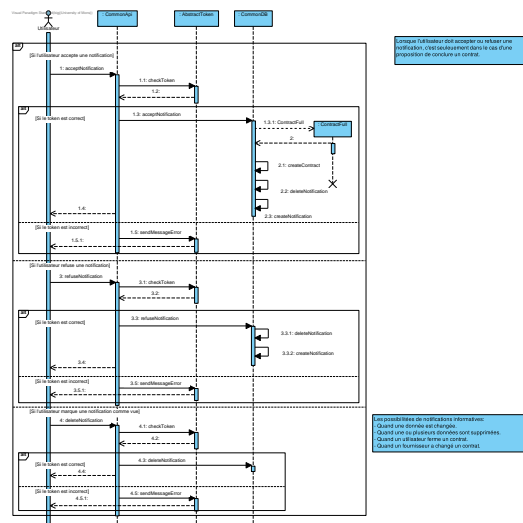 Visual Paradigm Standard(University of Mons)
: CommonApi
: AbstractToken
: CommonDB
Utilisateur
Lorsque l'utilisateur doit accepter ou refuser une
notification, c'est seuleument dans le cas d'une
proposition de conclure un contrat.
alt
[Si l'utilisateur accepte une notification]
1: acceptNotification
1.1: checkToken
1.2:
alt
[Si le token est correct]
1.3: acceptNotification
1.3.1: ContractFull
: ContractFull
2:
2.1: createContract
2.2: deleteNotification
1.4:
2.3: createNotification
[Si le token est incorrect]
1.5: sendMessageError
1.5.1:
[Si l'utilisateur refuse une notification]
3: refuseNotification
3.1: checkToken
3.2:
alt
[Si le token est correct]
3.3: refuseNotification
3.3.1: deleteNotification
3.3.2: createNotification
3.4:
[Si le token est incorrect]
3.5: sendMessageError
3.5.1:
[Si l'utilisateur marque une notification comme vue]
4: deleteNotification
4.1: checkToken
4.2:
Les possibilitées de notifications informatives:
- Quand une donnée est changée.
- Quand une ou plusieurs données sont supprimées.
- Quand un utilisateur ferme un contrat.
- Quand un fournisseur a changé un contrat.
alt
[Si le token est correct]
4.3: deleteNotification
4.4:
[Si le token est incorrect]
4.5: sendMessageError
4.5.1: